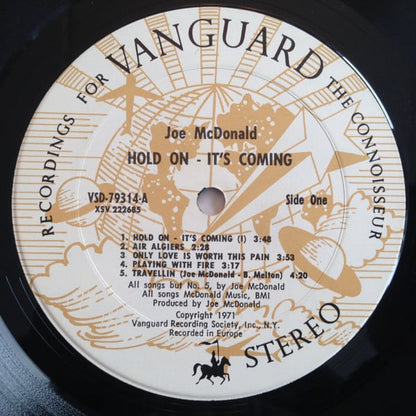 RECORDINGS FOR VANGUARD THE CONNOISSEUR
Joe McDonald
HOLD ON - IT'S COMING
VSD-79314-A
XSV 222685
Side One
1. HOLD ON - IT'S COMING (I) 3:48
2. AIR ALGIERS 2:28
3. ONLY LOVE IS WORTH THIS PAIN 3:53
4. PLAYING WITH FIRE 3:17
5. TRAVELLIN (Joe McDonald - B. Melton) 4:20
All songs but No. 5, by Joe McDonald
All songs McDonald Music, BMI
Produced by Joe McDonald
Copyright 1971
Vanguard Recording Society, Inc., N.Y.
Recorded in Europe
STEREO